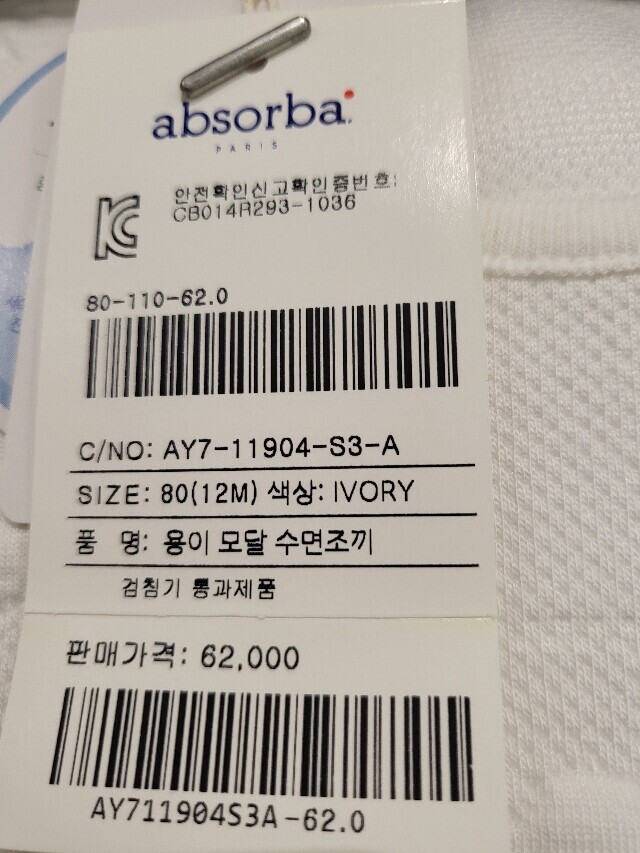 absorba
PARIS
안전확인신고확인증번호:
CB014R293-1036
80-110-62.0
C/NO: AY7-11904-S3-A
SIZE: 80(12M) 색상: IVORY
품 명: 용이 모달 수면조끼
검침기 통과제품
판매가격: 62,000
AY711904S3A-62.0